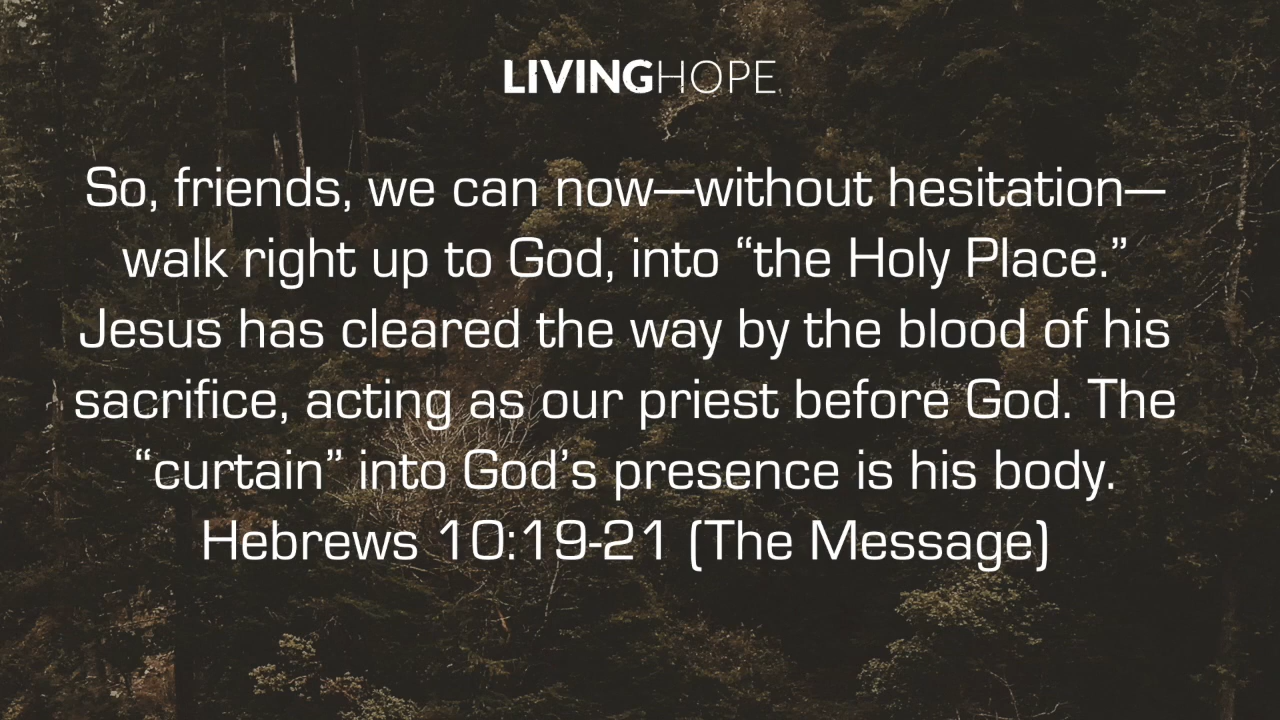 LIVINGHOPE
So, friends, we can now—without hesitation—
walk right up to God, into “the Holy Place.”
Jesus has cleared the way by the blood of his
sacrifice, acting as our priest before God. The
“curtain” into God’s presence is his body.
Hebrews 10:19-21 (The Message)